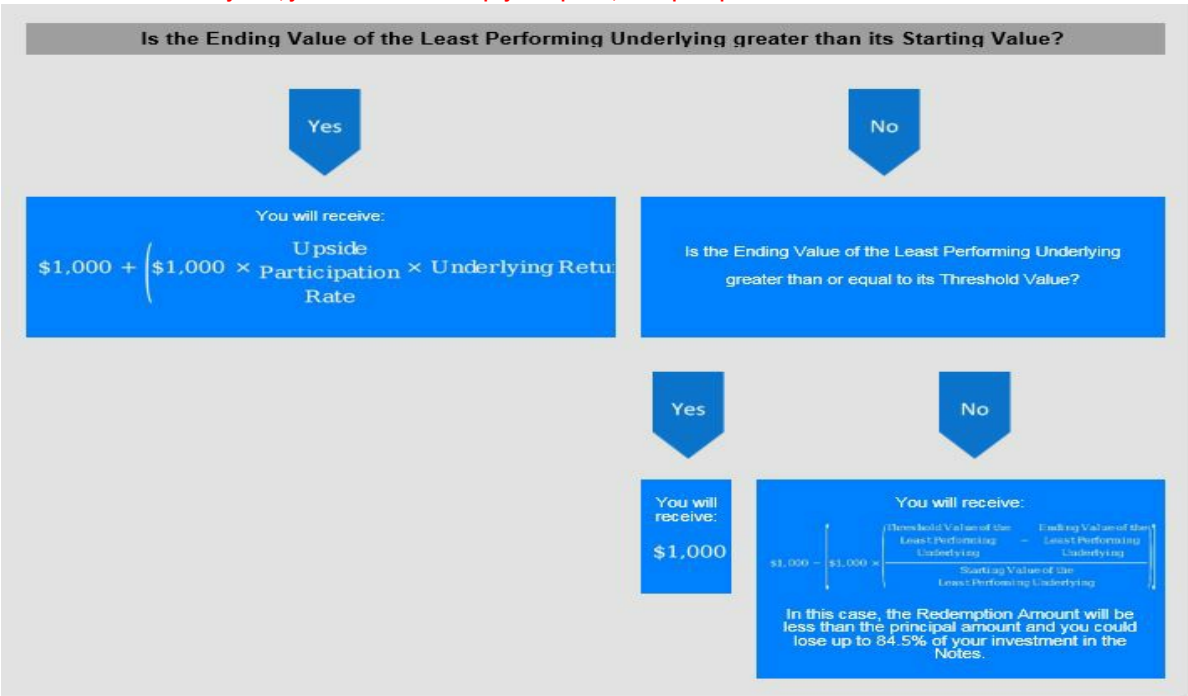 Is the Ending Value of the Least Performing Underlying greater than its Starting Value?
Yes
No
You will receive:
$1,000 + ($1,000 × Upside Participation Rate × Underlying
Is the Ending Value of the Least Performing Underlying
greater than or equal to its Threshold Value?
Yes
No
You will
receive:
$1,000
You will receive:
Threshold Value of the
Least Performing
Underlying
−
Ending Value of the
Least Performing
Underlying
$1,000 − [$1,000 × (
Starting Value of the
Least Performing Underlying
)]
In this case, the Redemption Amount will be
less than the principal amount and you could
lose up to 84.5% of your investment in the
Notes.